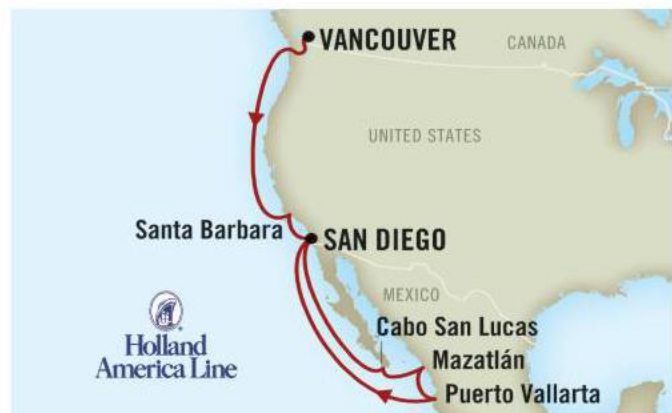 VANCOUVER
CANADA
UNITED STATES
Santa Barbara
SAN DIEGO
MEXICO
Cabo San Lucas
Holland
America Line
Mazatlán
Puerto Vallarta